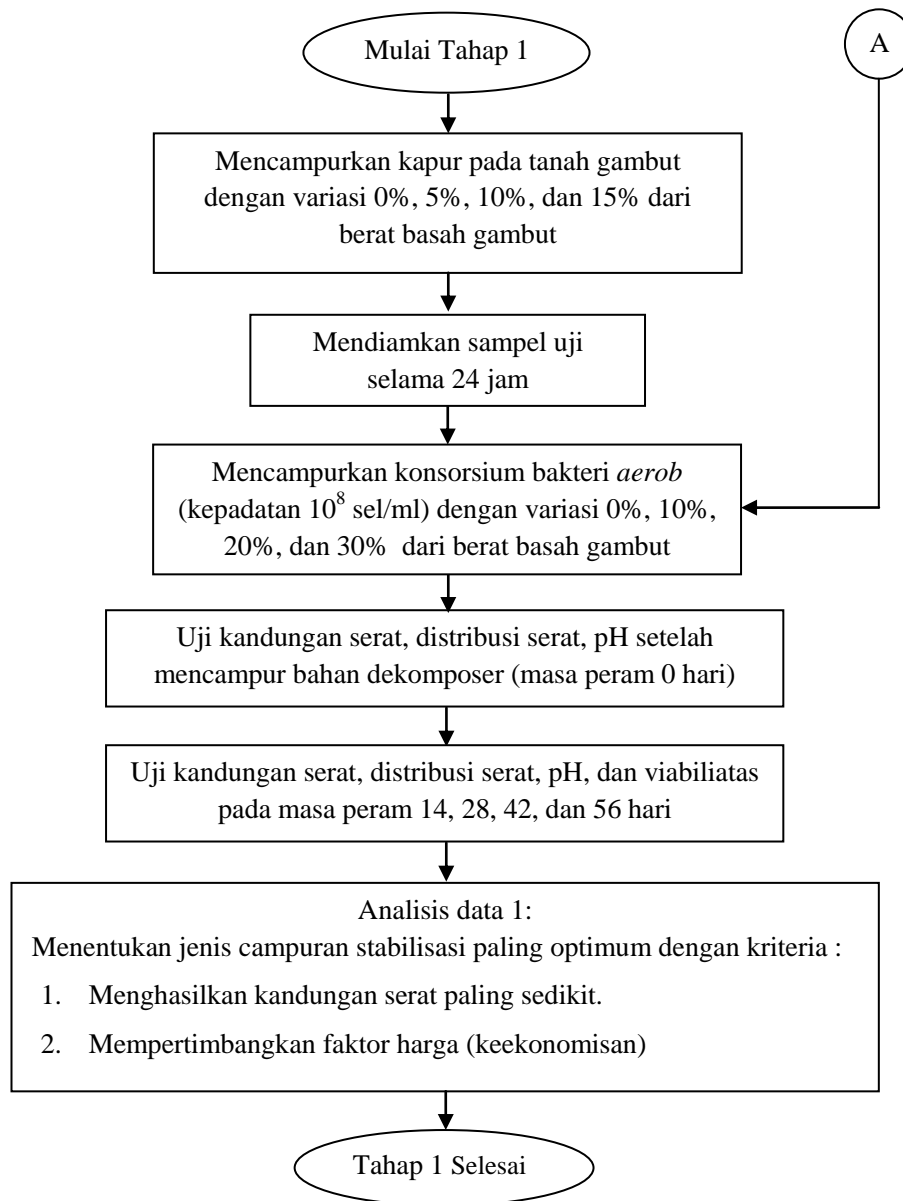 Mulai Tahap 1
A
Mencampurkan kapur pada tanah gambut
dengan variasi 0%, 5%, 10%, dan 15% dari
berat basah gambut
Mendiamkan sampel uji
selama 24 jam
Mencampurkan konsorsium bakteri aerob
(kepadatan 10⁸ sel/ml) dengan variasi 0%, 10%,
20%, dan 30% dari berat basah gambut
Uji kandungan serat, distribusi serat, pH setelah
mencampur bahan dekomposer (masa peram 0 hari)
Uji kandungan serat, distribusi serat, pH, dan viabiliatas
pada masa peram 14, 28, 42, dan 56 hari
Analisis data 1:
Menentukan jenis campuran stabilisasi paling optimum dengan kriteria :
1. Menghasilkan kandungan serat paling sedikit.
2. Mempertimbangkan faktor harga (keekonomisan)
Tahap 1 Selesai